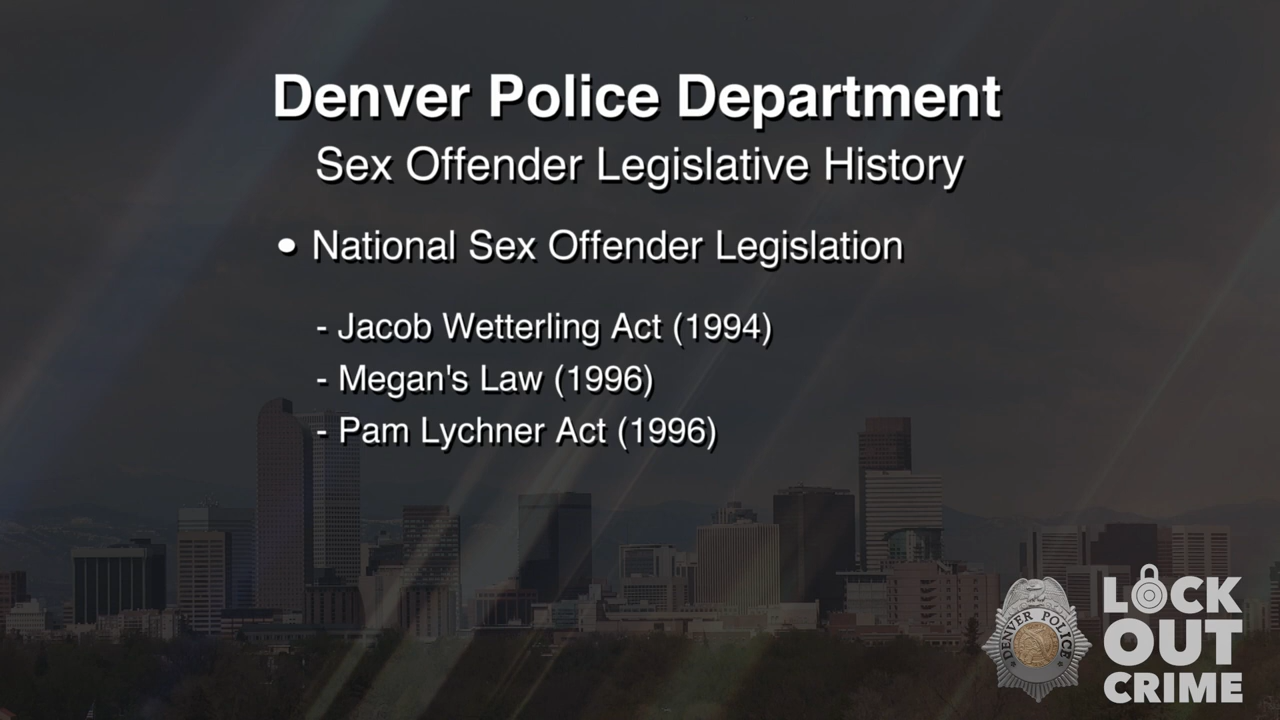 Denver Police Department
Sex Offender Legislative History
• National Sex Offender Legislation
- Jacob Wetterling Act (1994)
- Megan's Law (1996)
- Pam Lychner Act (1996)
DENVER POLICE
LOCK
OUT
CRIME